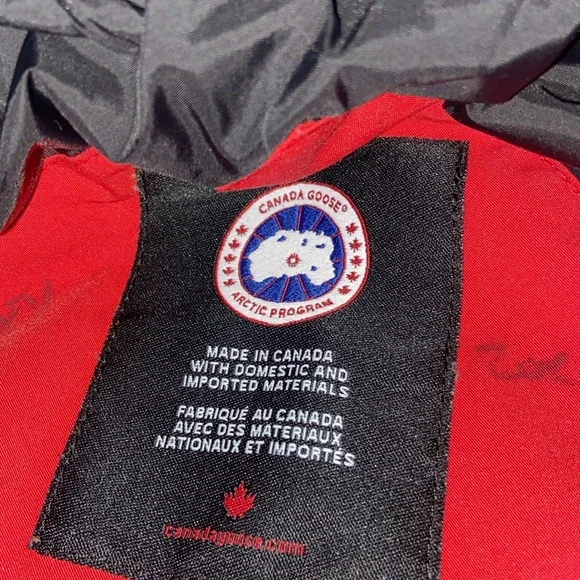 CANADA GOOSE®
ARCTIC PROGRAM
MADE IN CANADA
WITH DOMESTIC AND
IMPORTED MATERIALS
FABRIQUÉ AU CANADA
AVEC DES MATERIAUX
NATIONAUX ET IMPORTÉS
canadagoose.com